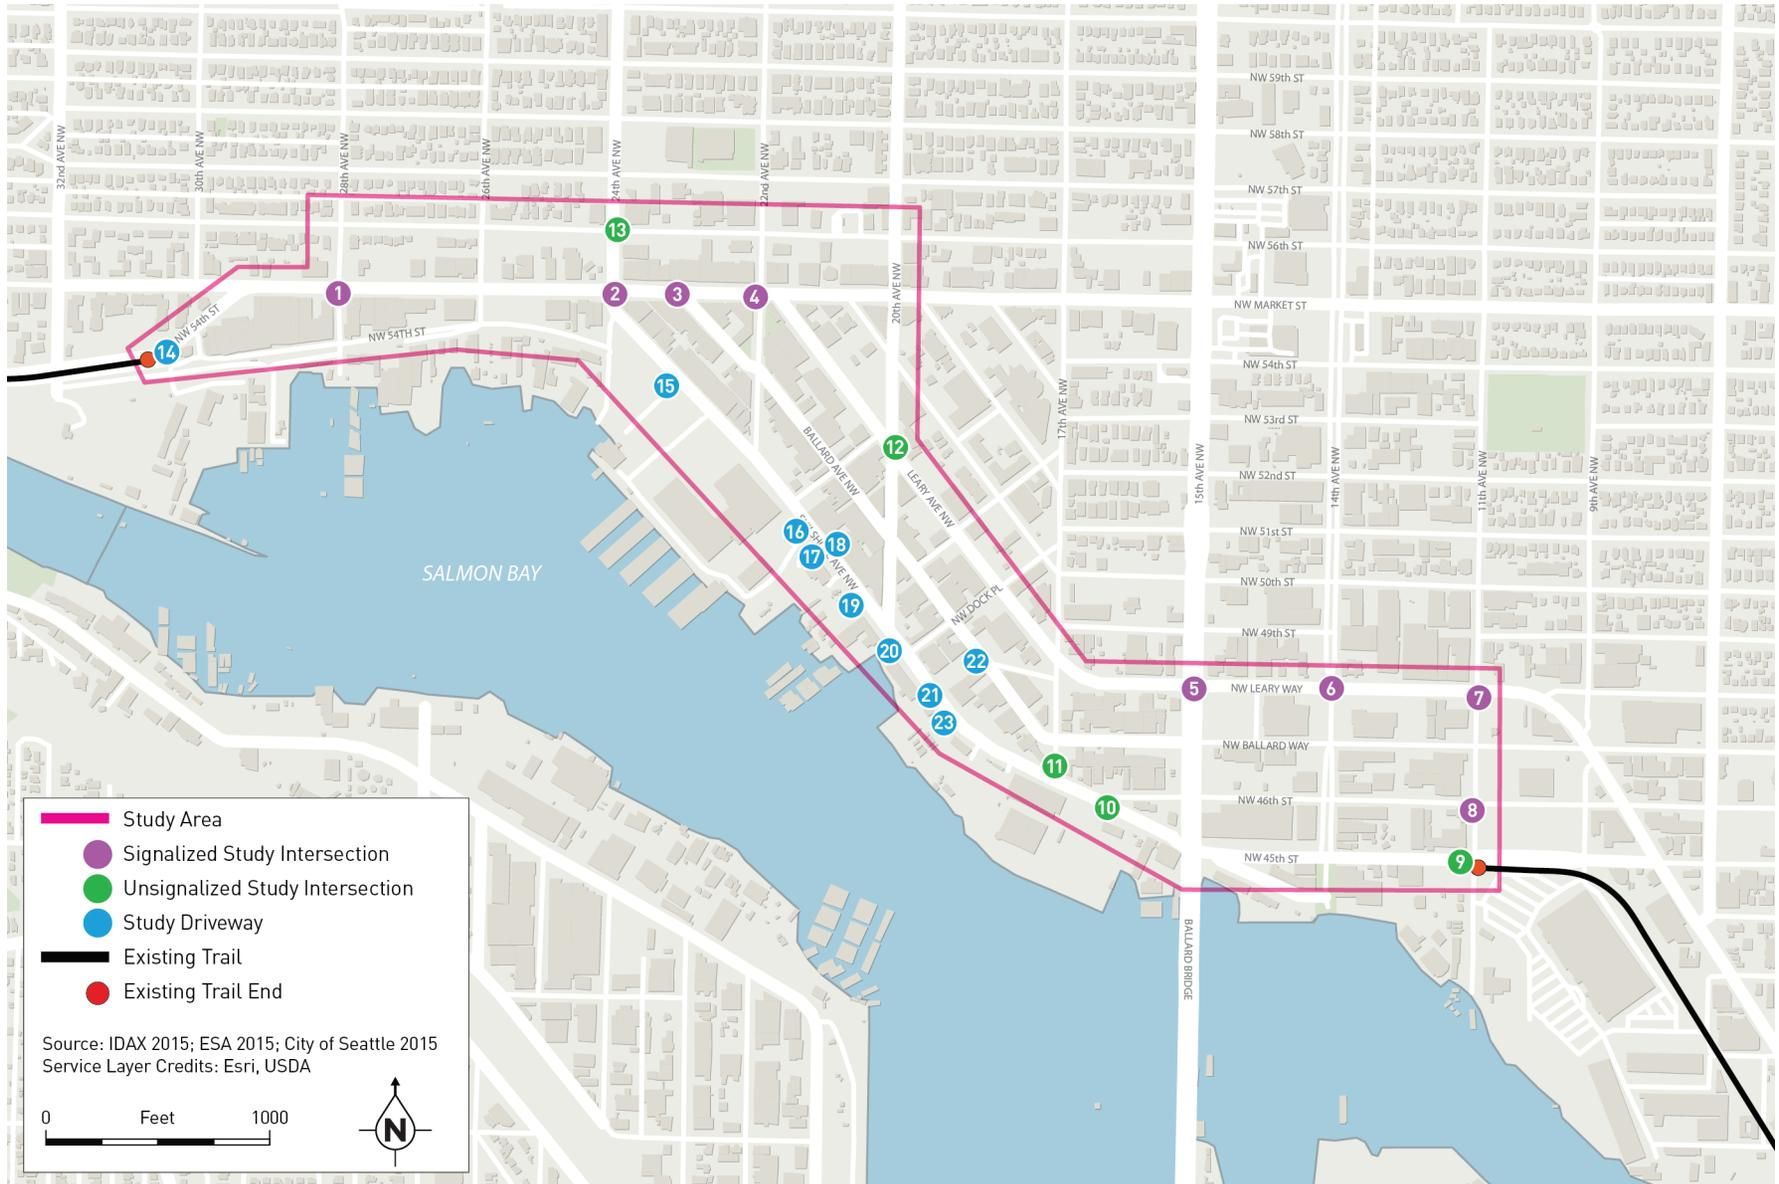 NW 59th ST
NW 58th ST
32nd AVE NW
30th AVE NW
28th AVE NW
26th AVE NW
24th AVE NW
22nd AVE NW
NW 57th ST
13
NW 56th ST
1
2
3
4
20th AVE NW
NW MARKET ST
NW 54th ST
NW 54TH ST
14
NW 54th ST
15
17th AVE NW
NW 53rd ST
12
BALLARD AVE NW
LEARY AVE NW
15th AVE NW
14th AVE NW
11th AVE NW
9th AVE NW
NW 52nd ST
NW 51st ST
16
17
18
AVE NW
SALMON BAY
NW 50th ST
19
NW DOCK PL
NW 49th ST
20
22
21
23
5
NW LEARY WAY
6
7
NW BALLARD WAY
11
10
NW 46th ST
8
NW 45th ST
9
BALLARD BRIDGE
Study Area
Signalized Study Intersection
Unsignalized Study Intersection
Study Driveway
Existing Trail
Existing Trail End
Source: IDAX 2015; ESA 2015; City of Seattle 2015
Service Layer Credits: Esri, USDA
0 Feet 1000
N